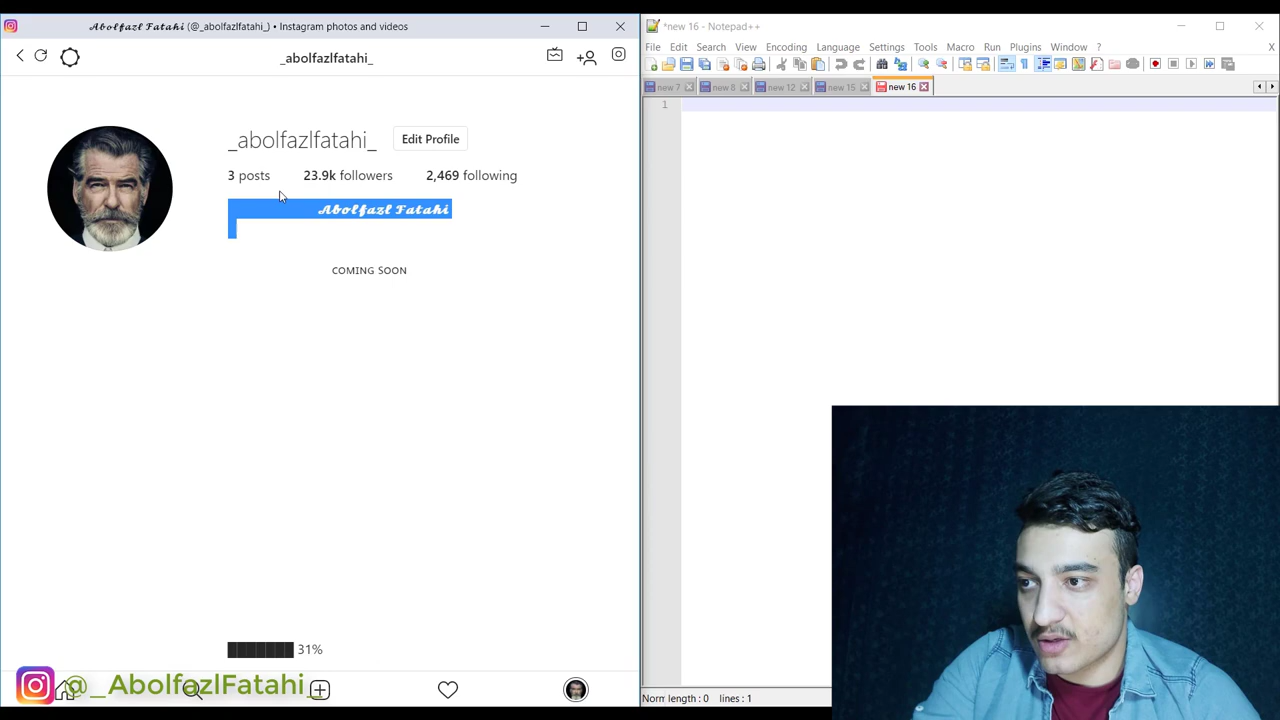 𝓐𝓫𝓸𝓵𝓯𝓪𝔃𝓵 𝓕𝓪𝓽𝓪𝓱𝓲 (@_abolfazlfatahi_) • Instagram photos and videos
_abolfazlfatahi_
_abolfazlfatahi_ Edit Profile
3 posts 23.9k followers 2,469 following
𝓐𝓫𝓸𝓵𝓯𝓪𝔃𝓵 𝓕𝓪𝓽𝓪𝓱𝓲
COMING SOON
███████ 31%
@_AbolfazlFatahi
*new 16 - Notepad++
File Edit Search View Encoding Language Settings Tools Macro Run Plugins Window ? X
new 7 new 8 new 12 new 15 new 16
1
length : 0 lines : 1